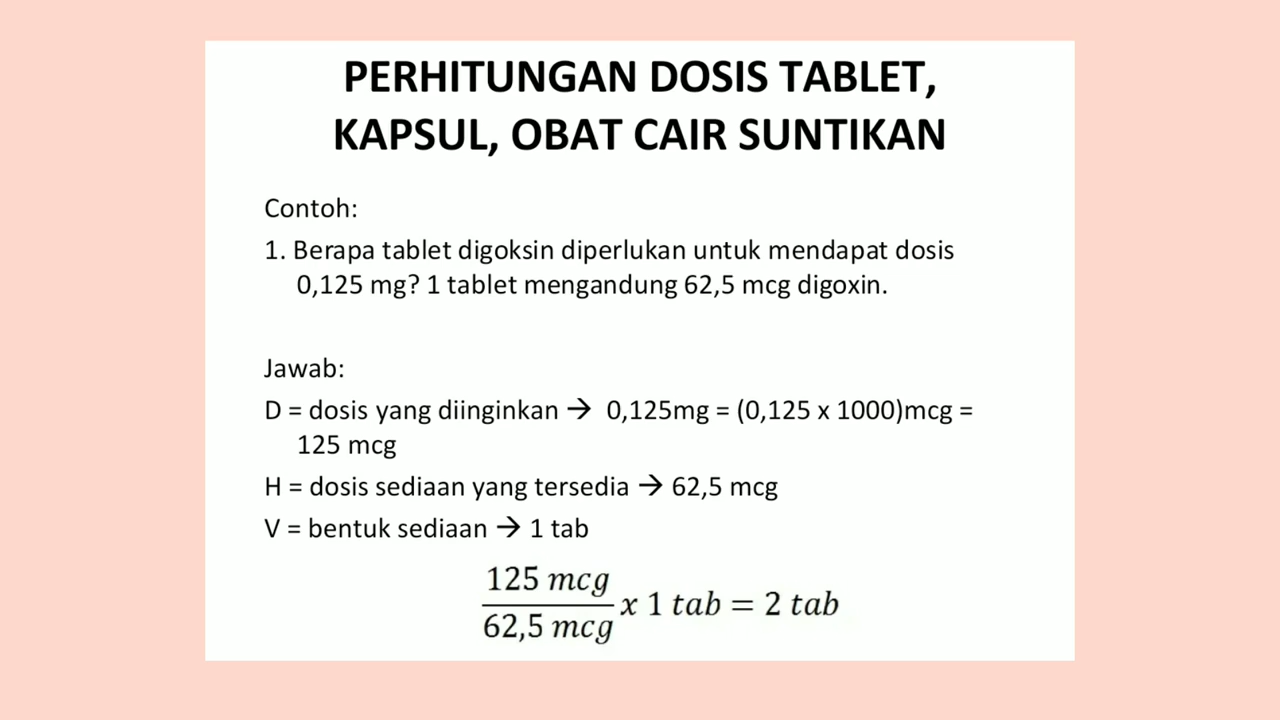 PERHITUNGAN DOSIS TABLET,
KAPSUL, OBAT CAIR SUNTIKAN
Contoh:
1. Berapa tablet digoksin diperlukan untuk mendapat dosis
0,125 mg? 1 tablet mengandung 62,5 mcg digoxin.
Jawab:
D = dosis yang diinginkan → 0,125mg = (0,125 x 1000)mcg =
125 mcg
H = dosis sediaan yang tersedia → 62,5 mcg
V = bentuk sediaan → 1 tab
125 mcg
62,5 mcg
x 1 tab = 2 tab